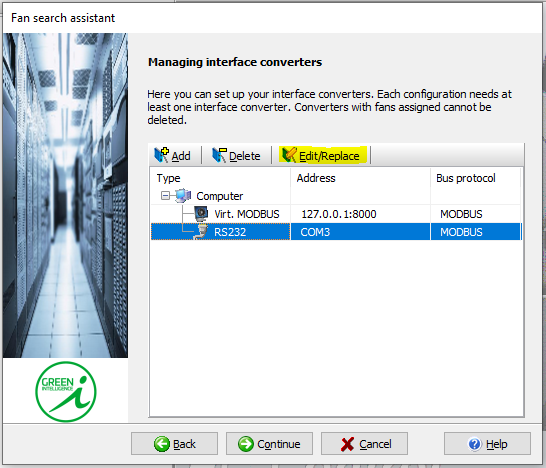 Fan search assistant
Managing interface converters
Here you can set up your interface converters. Each configuration needs at
least one interface converter. Converters with fans assigned cannot be
deleted.
Add Delete Edit/Replace
Type Address Bus protocol
Computer
Virt. MODBUS 127.0.0.1:8000 MODBUS
RS232 COM3 MODBUS
GREEN
INTELLIGENCE
i
Back Continue Cancel Help